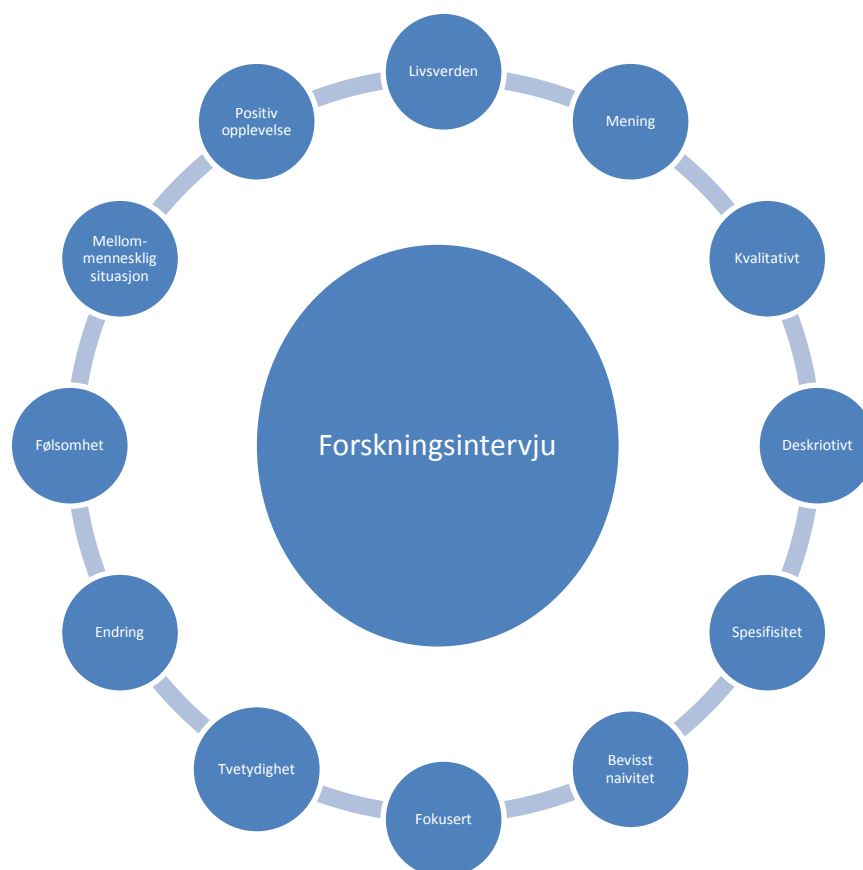 Livsverden
Mening
Kvalitativt
Deskriotivt
Spesifisitet
Bevisst
naivitet
Fokusert
Tvetydighet
Endring
Følsomhet
Mellom-
menneskelig
situasjon
Positiv
opplevelse
Forskningsintervju